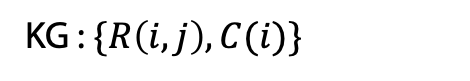 KG : {R(i, j), C(i)}